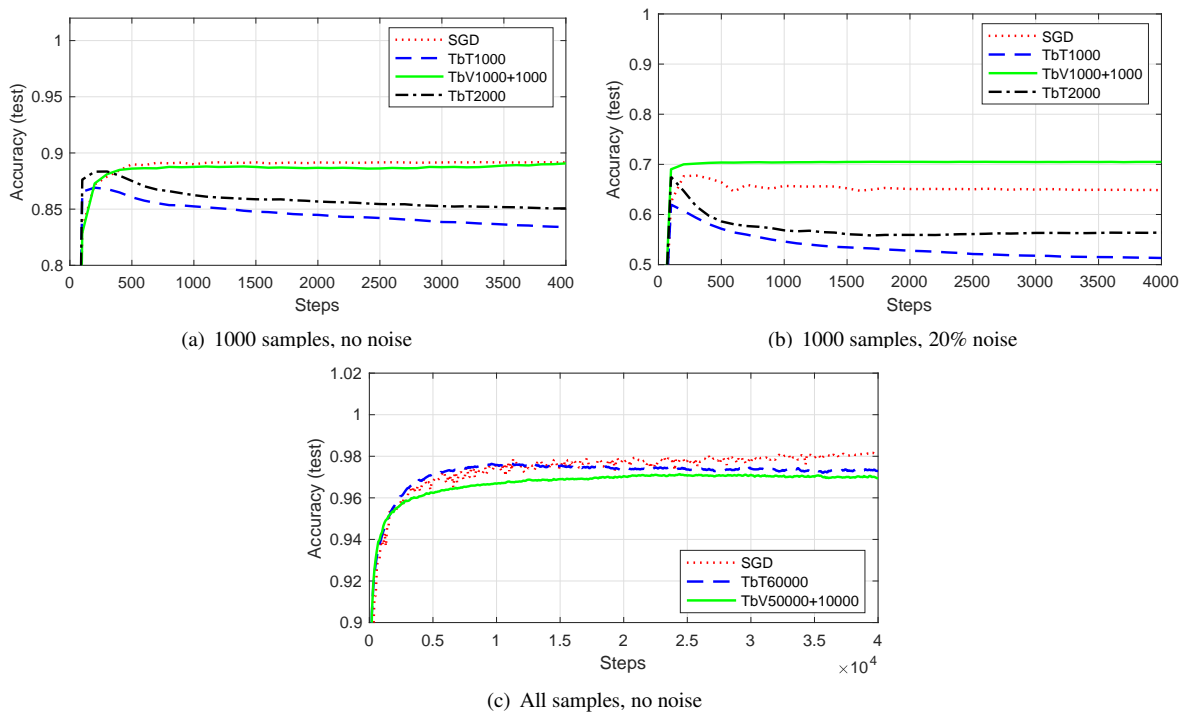 1
0.95
0.9
0.85
0.8
Accuracy (test)
0 500 1000 1500 2000 2500 3000 3500 400
Steps
SGD
TbT1000
TbV1000+1000
TbT2000
(a) 1000 samples, no noise
1
0.9
0.8
0.7
0.6
0.5
Accuracy (test)
0 500 1000 1500 2000 2500 3000 3500 4000
Steps
SGD
TbT1000
TbV1000+1000
TbT2000
(b) 1000 samples, 20% noise
1.02
1
0.98
0.96
0.94
0.92
0.9
Accuracy (test)
0 0.5 1 1.5 2 2.5 3 3.5 4
Steps
×10⁴
SGD
TbT60000
TbV50000+10000
(c) All samples, no noise